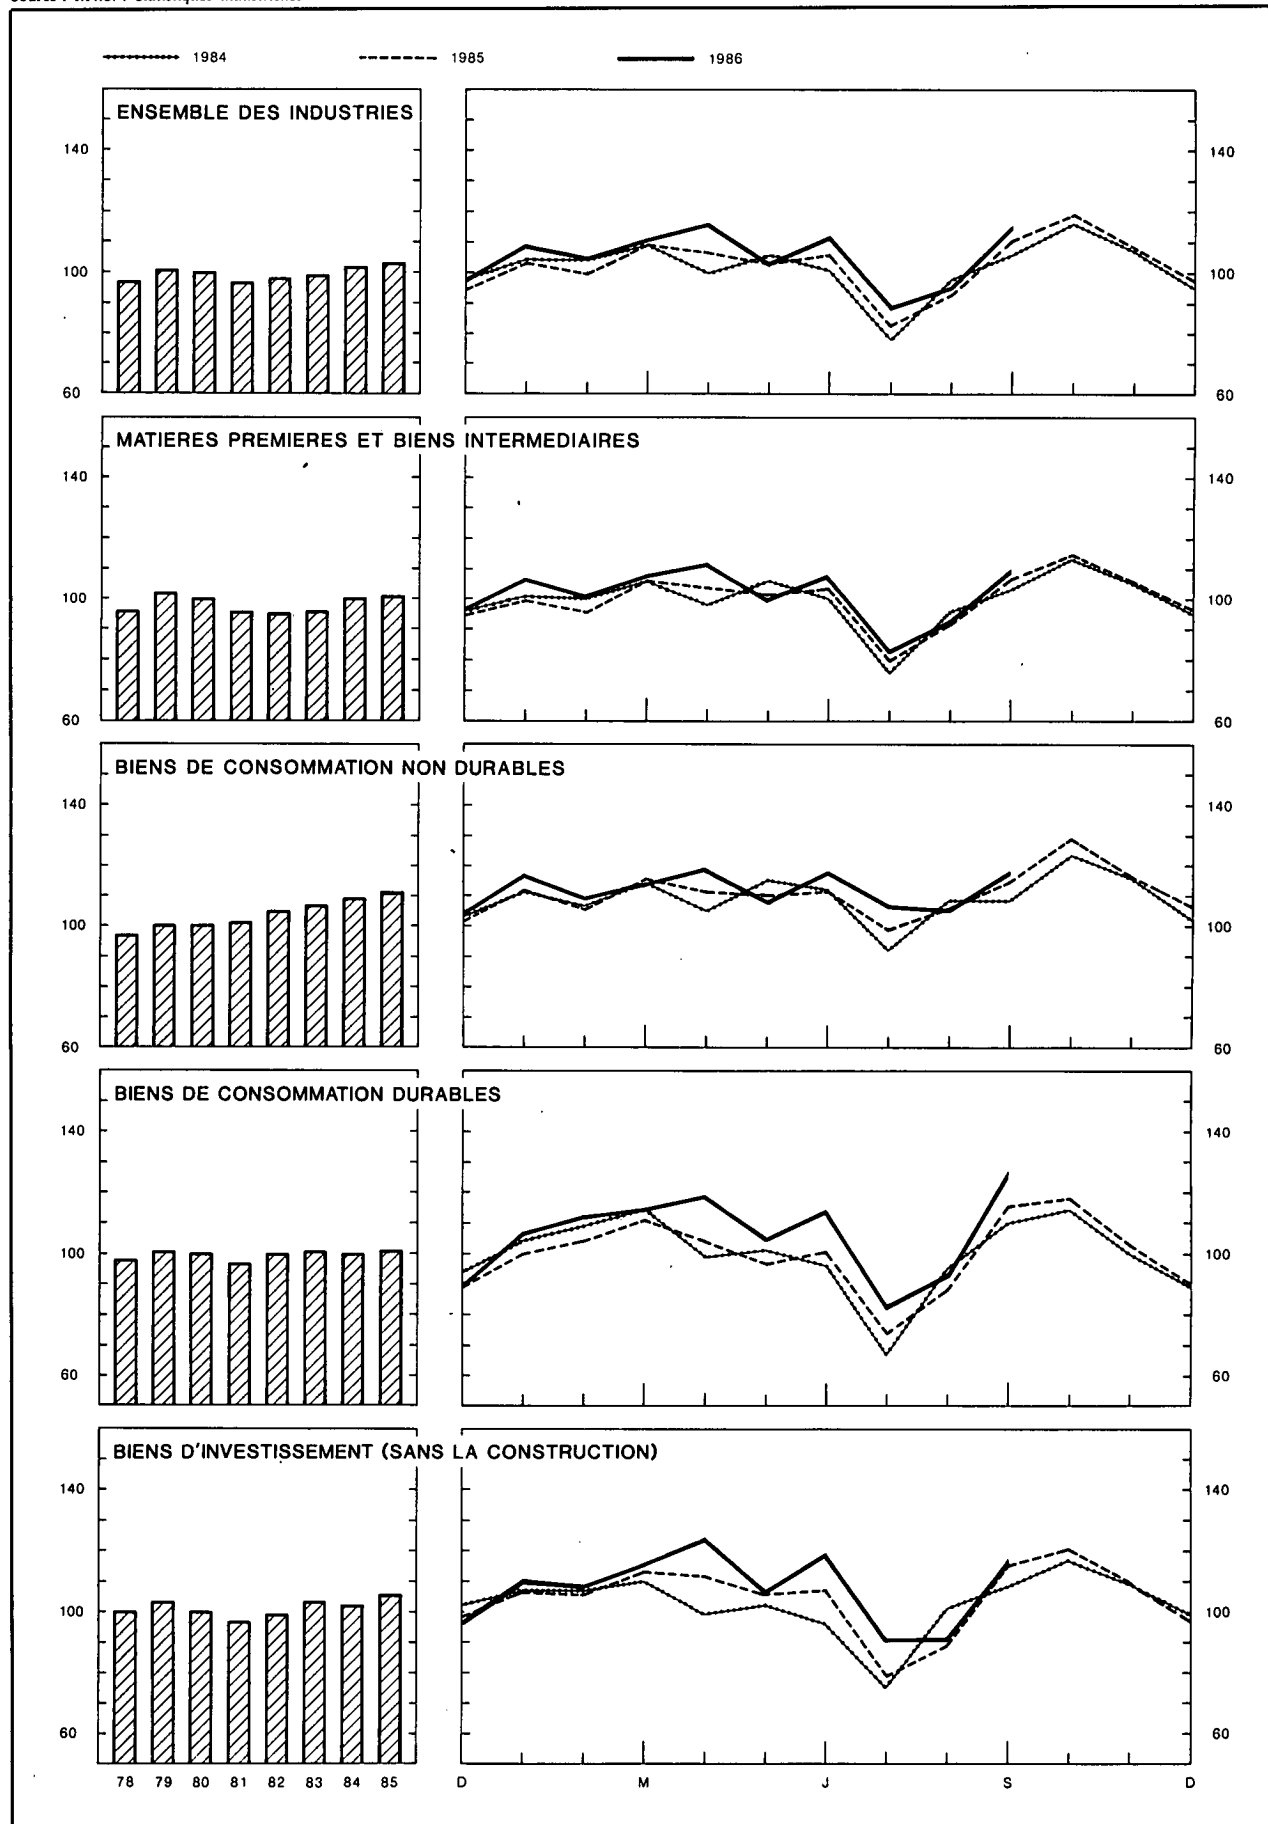 1984 1985 1986
ENSEMBLE DES INDUSTRIES
140 140
100 100
60 60
MATIERES PREMIERES ET BIENS INTERMEDIAIRES
140 140
100 100
60 60
BIENS DE CONSOMMATION NON DURABLES
140 140
100 100
60 60
BIENS DE CONSOMMATION DURABLES
140 140
100 100
60 60
BIENS D'INVESTISSEMENT (SANS LA CONSTRUCTION)
140 140
100 100
60 60
78 79 80 81 82 83 84 85 D M J S D